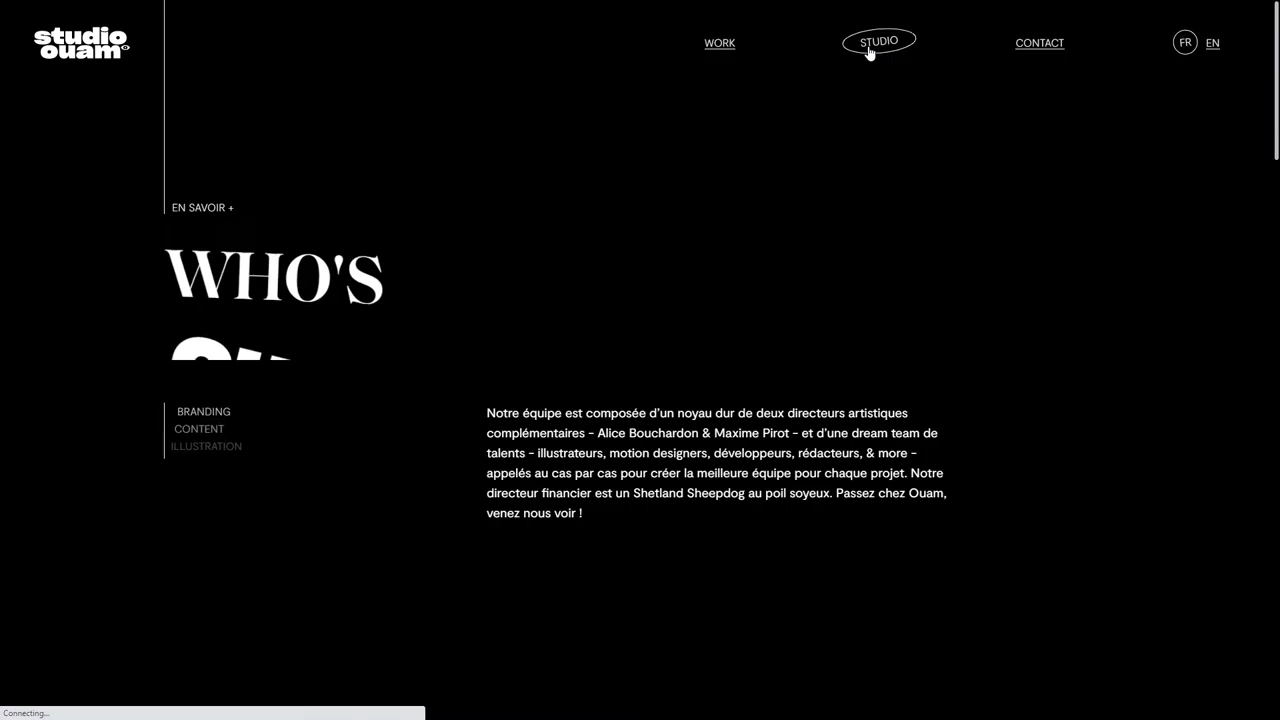 studio
ouam
WORK
STUDIO
CONTACT
FR
EN
EN SAVOIR +
WHO'S
BRANDING
CONTENT
ILLUSTRATION
Notre équipe est composée d'un noyau dur de deux directeurs artistiques
complémentaires - Alice Bouchardon & Maxime Pirot - et d'une dream team de
talents - illustrateurs, motion designers, développeurs, rédacteurs, & more -
appelés au cas par cas pour créer la meilleure équipe pour chaque projet. Notre
directeur financier est un Shetland Sheepdog au poil soyeux. Passez chez Ouam,
venez nous voir !
Connecting...